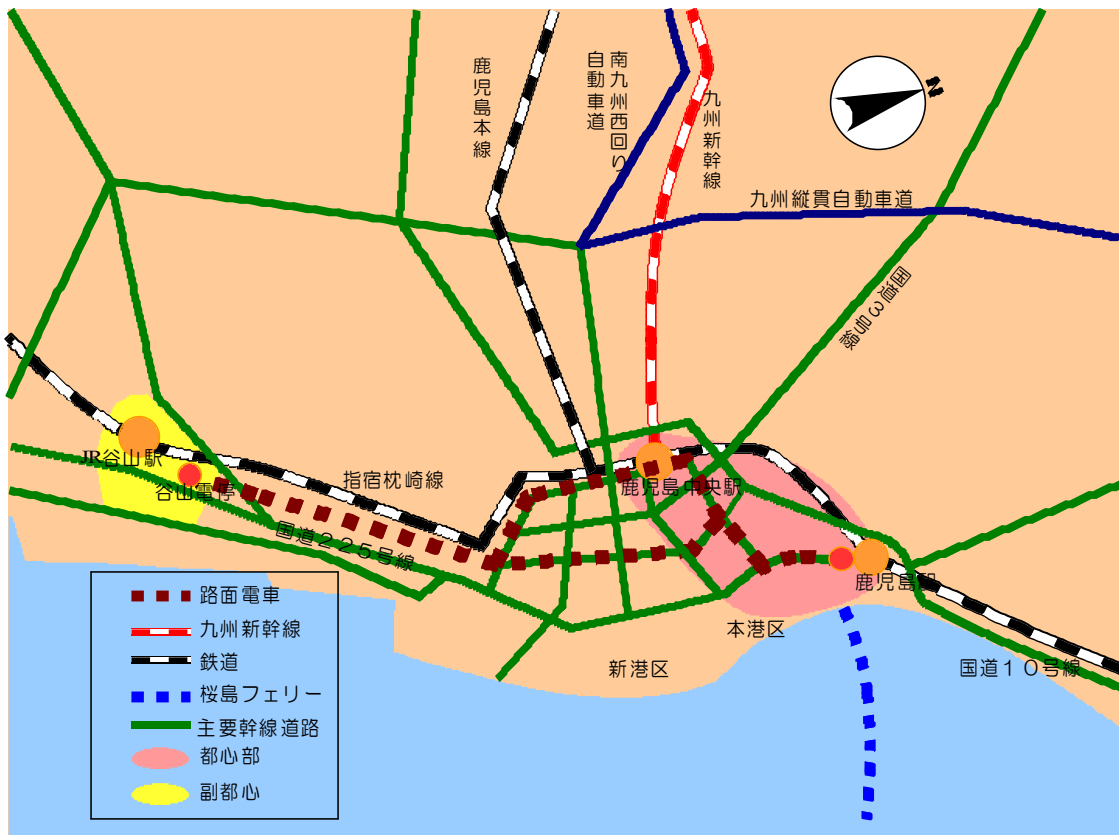 鹿児島本線
南九州西回り
自動車道
九州新幹線
N
九州縦貫自動車道
国道3号線
JR谷山駅
谷山電停
指宿枕崎線
国道225号線
鹿児島中央駅
鹿児島駅
本港区
新港区
国道10号線
路面電車
九州新幹線
鉄道
桜島フェリー
主要幹線道路
都心部
副都心